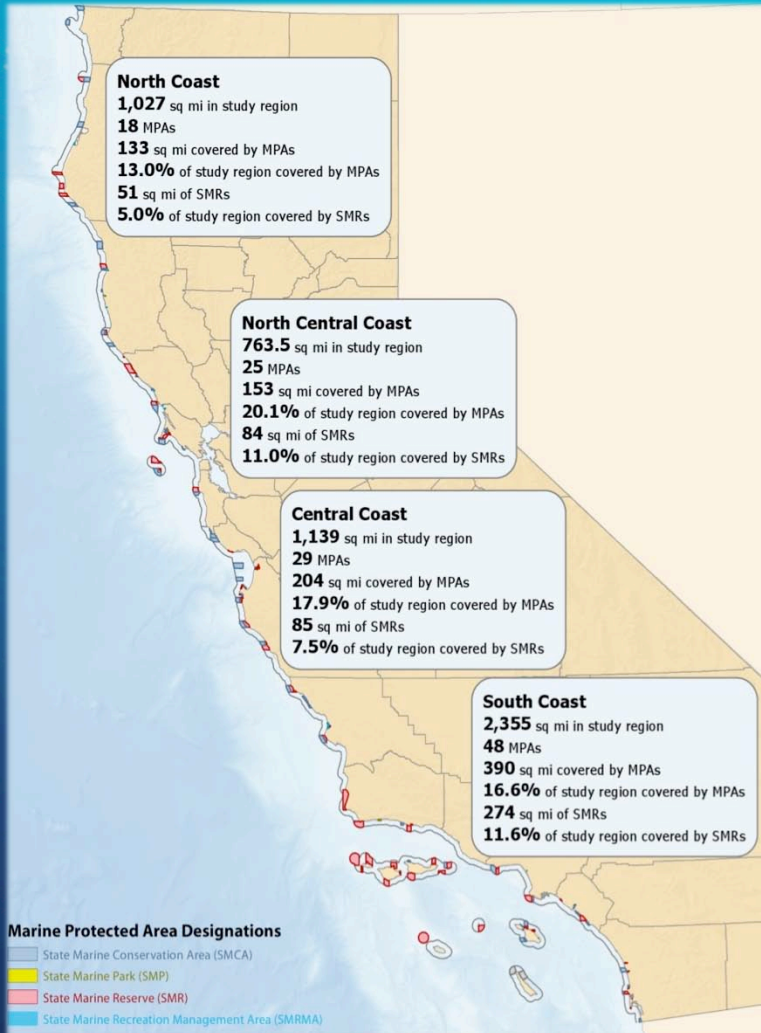 North Coast
1,027 sq mi in study region
18 MPAs
133 sq mi covered by MPAs
13.0% of study region covered by MPAs
51 sq mi of SMRs
5.0% of study region covered by SMRs
North Central Coast
763.5 sq mi in study region
25 MPAs
153 sq mi covered by MPAs
20.1% of study region covered by MPAs
84 sq mi of SMRs
11.0% of study region covered by SMRs
Central Coast
1,139 sq mi in study region
29 MPAs
204 sq mi covered by MPAs
17.9% of study region covered by MPAs
85 sq mi of SMRs
7.5% of study region covered by SMRs
South Coast
2,355 sq mi in study region
48 MPAs
390 sq mi covered by MPAs
16.6% of study region covered by MPAs
274 sq mi of SMRs
11.6% of study region covered by SMRs
Marine Protected Area Designations
State Marine Conservation Area (SMCA)
State Marine Park (SMP)
State Marine Reserve (SMR)
State Marine Recreation Management Area (SMRMA)